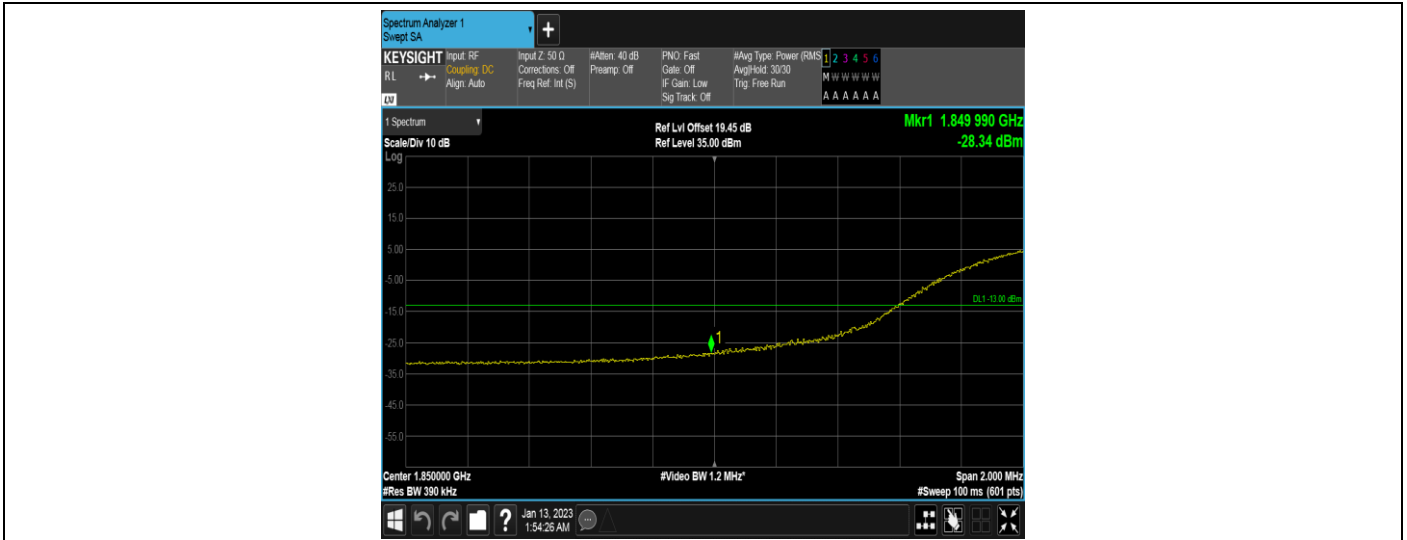 Spectrum Analyzer 1
Swept SA
+
KEYSIGHT
RL
LXI
Input: RF
Coupling: DC
Align: Auto
Input Z: 50 Ω
Corrections: Off
Freq Ref: Int (S)
#Atten: 40 dB
Preamp: Off
PNO: Fast
Gate: Off
IF Gain: Low
Sig Track: Off
#Avg Type: Power (RMS
Avg|Hold: 30/30
Trig: Free Run
1 2 3 4 5 6
M W W W W W
A A A A A A
1 Spectrum
Scale/Div 10 dB
Ref Lvl Offset 19.45 dB
Ref Level 35.00 dBm
Mkr1 1.849 990 GHz
-28.34 dBm
Log
25.0
15.0
5.00
-5.00
DL1 -13.00 dBm
-15.0
1
-25.0
-35.0
-45.0
-55.0
Center 1.850000 GHz
#Res BW 390 kHz
#Video BW 1.2 MHz*
Span 2.000 MHz
#Sweep 100 ms (601 pts)
?
Jan 13, 2023
1:54:26 AM